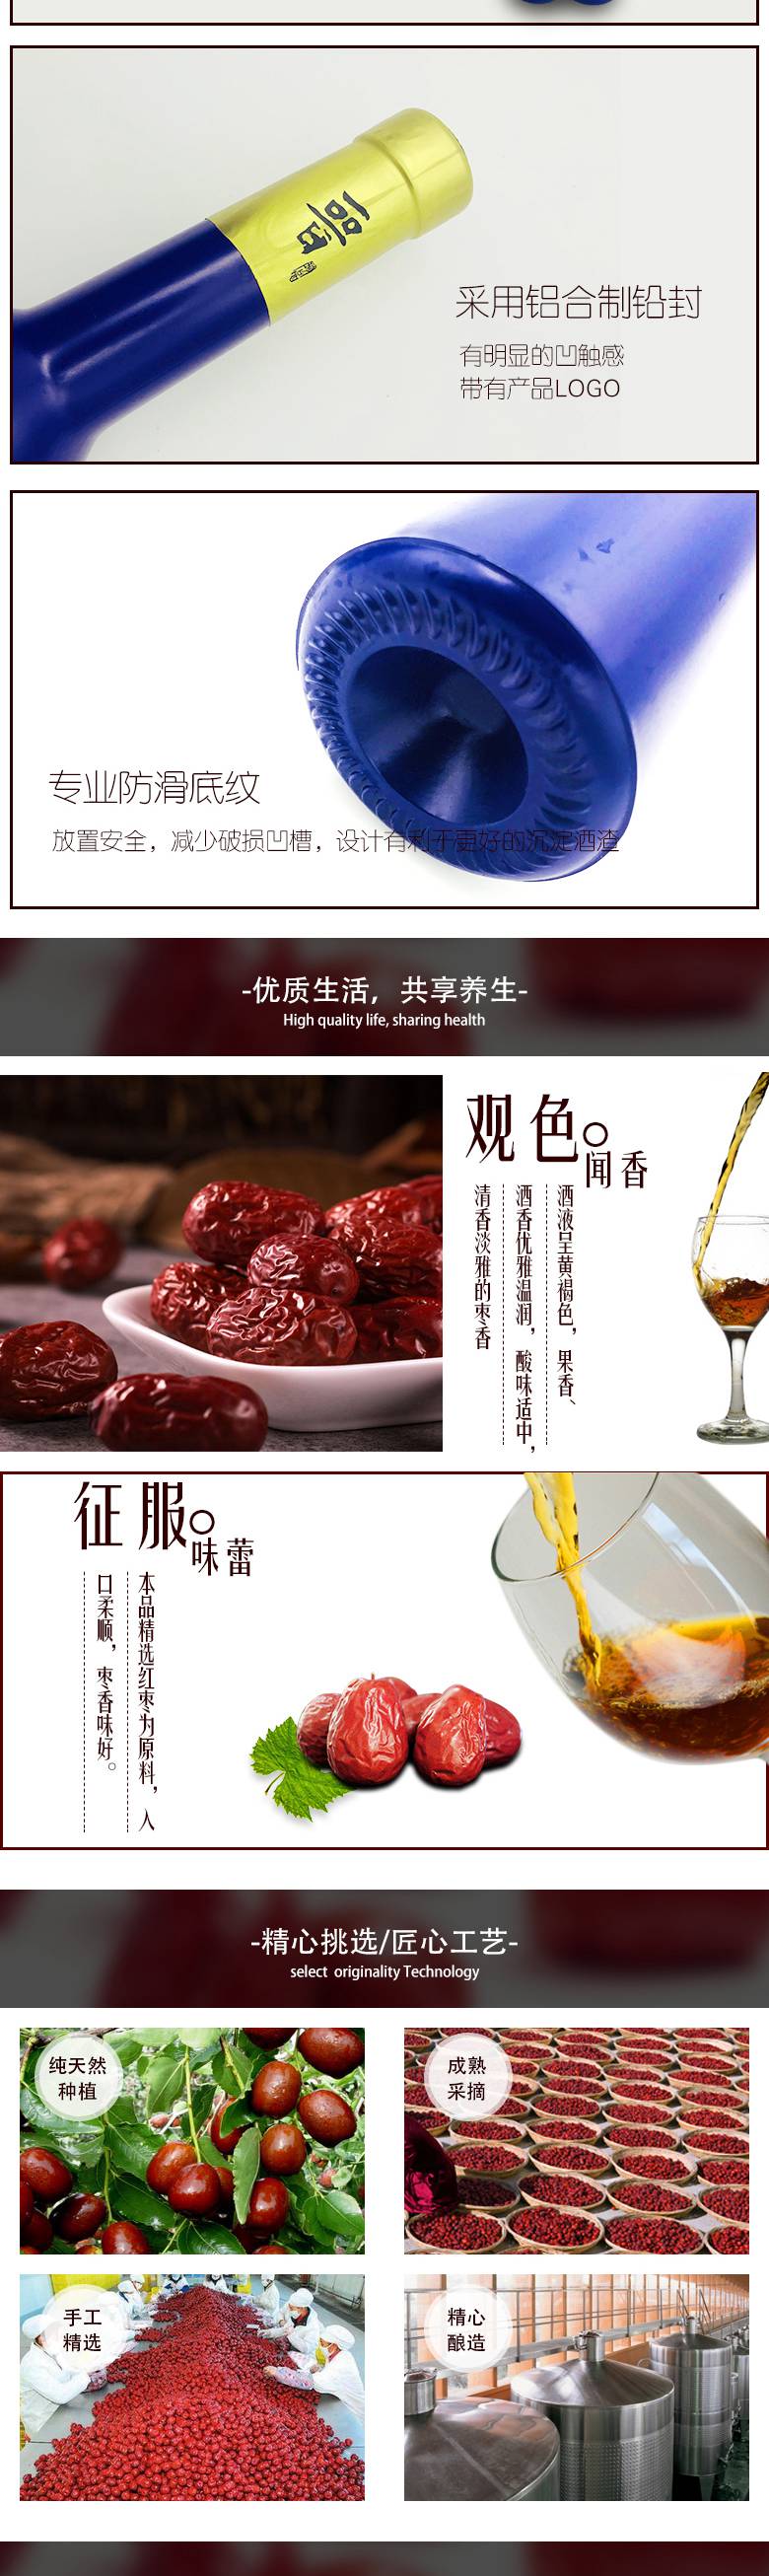 采用铝合制铅封
有明显的凹触感
带有产品LOGO
专业防滑底纹
放置安全，减少破损凹槽，设计有利于更好的沉淀酒渣
-优质生活，共享养生-
High quality life, sharing health
观色
闻香
酒液呈黄褐色，果香、
酒香优雅温润，酸味适中，
清香淡雅的枣香
征服
味蕾
本品精选红枣为原料，入
口柔顺，枣香味好。
-精心挑选/匠心工艺-
select originality Technology
纯天然
种植
成熟
采摘
手工
精选
精心
酿造